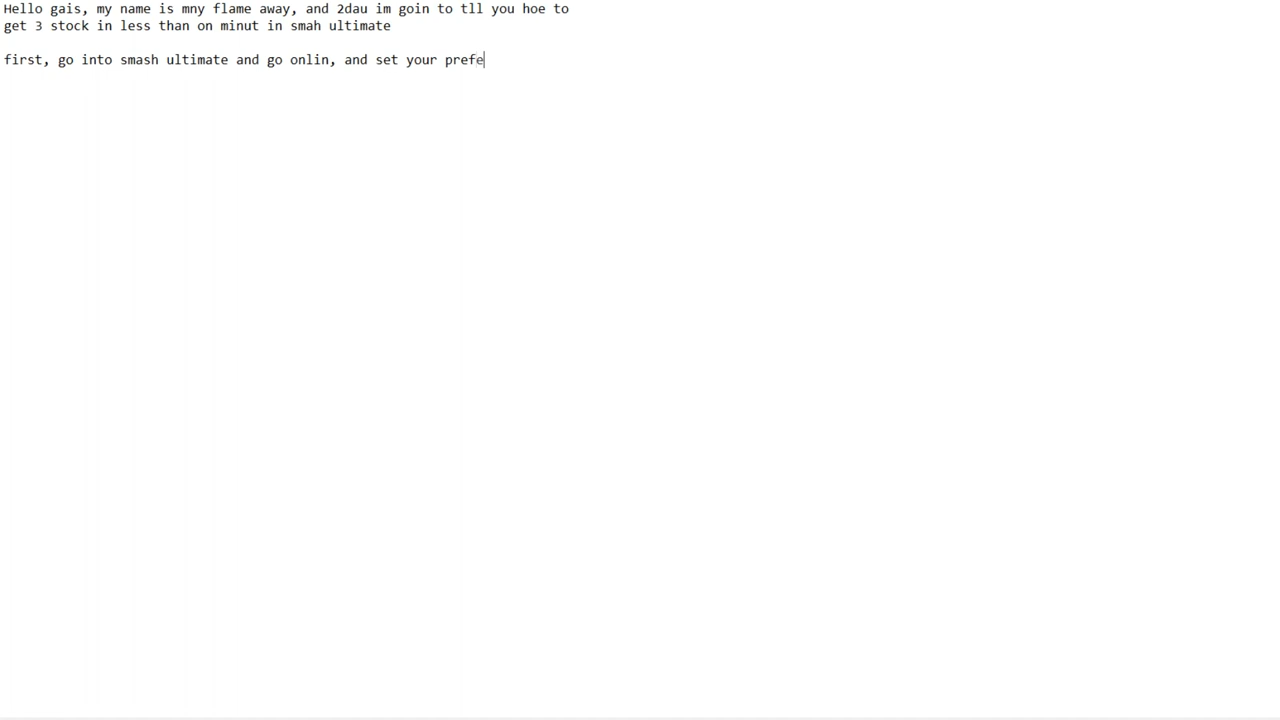 Hello gais, my name is mny flame away, and 2dau im goin to tll you hoe to
get 3 stock in less than on minut in smah ultimate
first, go into smash ultimate and go onlin, and set your prefe